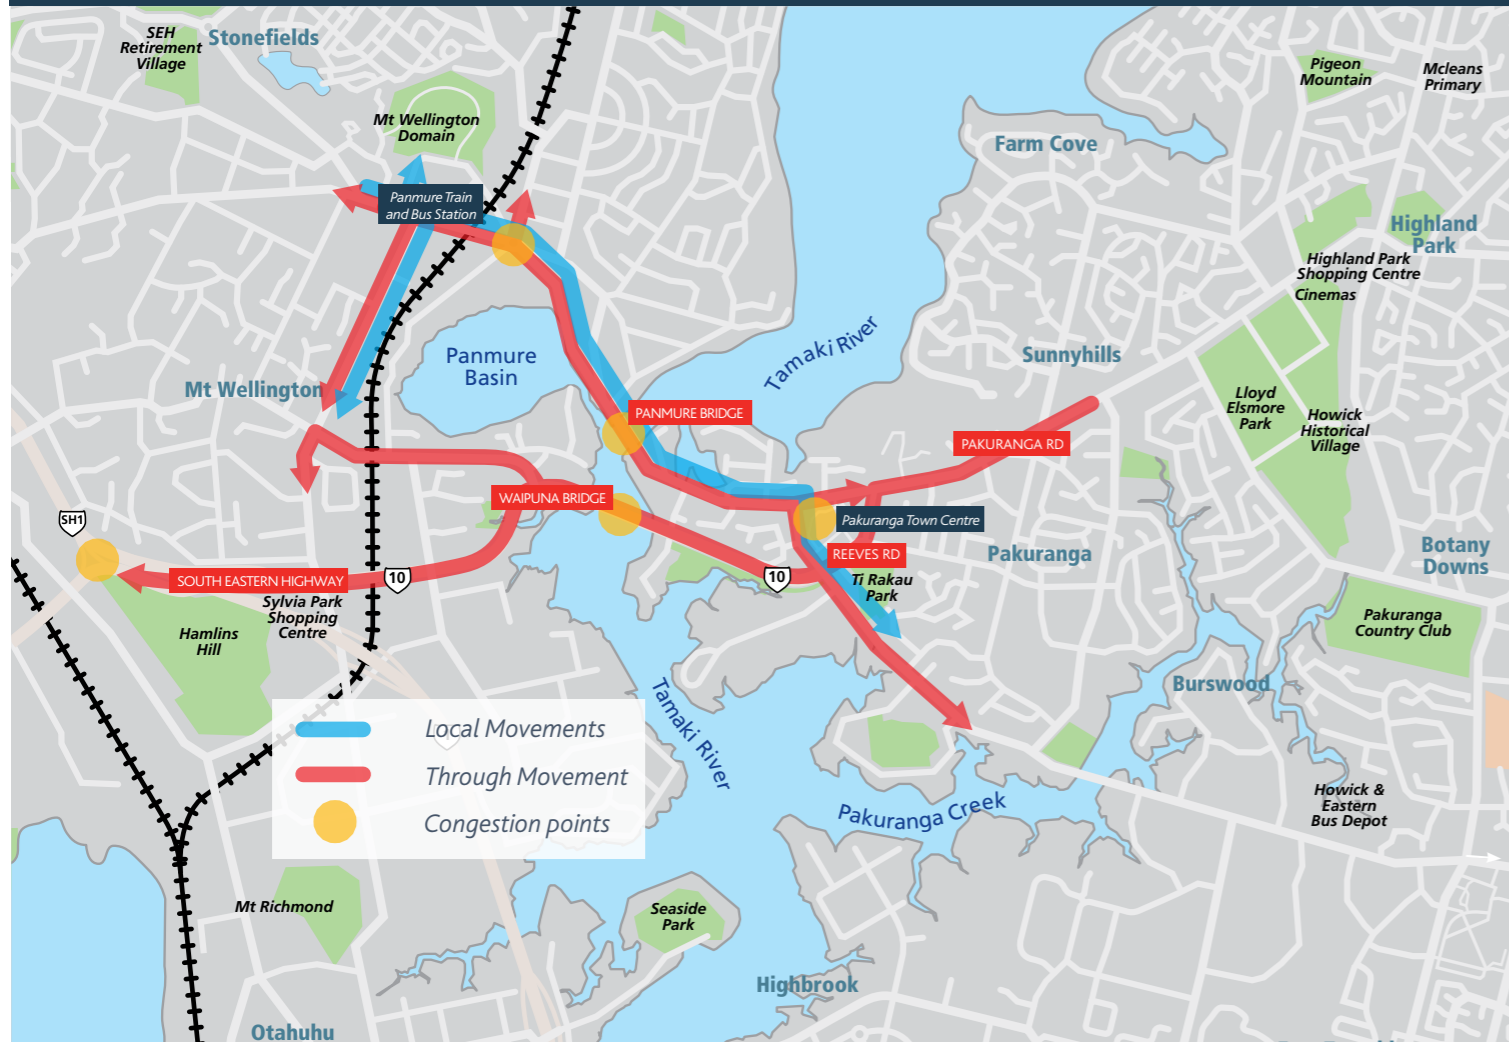 SEH
Retirement
Village
Stonefields
Mt Wellington
Domain
Pigeon
Mountain
Mcleans
Primary
Farm Cove
Panmure Train
and Bus Station
Highland
Park
Highland Park
Shopping Centre
Cinemas
Panmure
Basin
Tamaki River
Sunnyhills
Mt Wellington
Lloyd
Elsmore
Park
Howick
Historical
Village
PANMURE BRIDGE
PAKURANGA RD
WAIPUNA BRIDGE
SH1
Pakuranga Town Centre
REEVES RD
Pakuranga
Botany
Downs
SOUTH EASTERN HIGHWAY
10
10
Ti Rakau
Park
Sylvia Park
Shopping
Centre
Hamlins
Hill
Pakuranga
Country Club
Burswood
Tamaki River
Local Movements
Through Movement
Congestion points
Pakuranga Creek
Howick &
Eastern
Bus Depot
Mt Richmond
Seaside
Park
Highbrook
Otahuhu